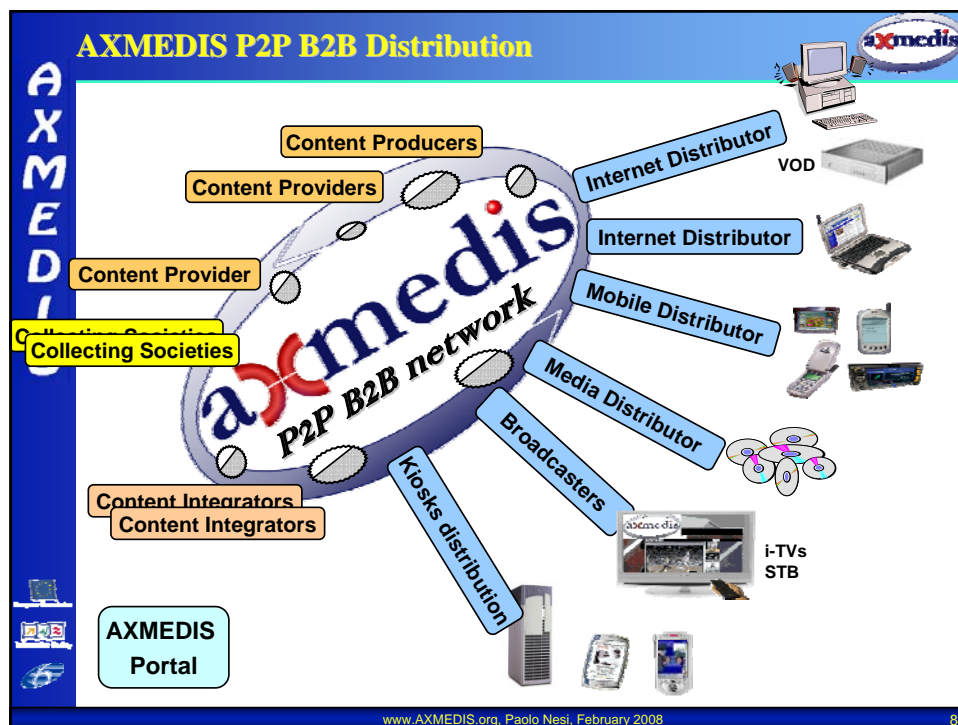 AXMEDIS P2P B2B Distribution
axmedis
AXMEDIS
Content Producers
Content Providers
Content Provider
Collecting Societies
Collecting Societies
Content Integrators
Content Integrators
axmedis
P2P B2B network
Internet Distributor
VOD
Internet Distributor
Mobile Distributor
Media Distributor
Broadcasters
Kiosks distribution
axmedis
i-TVs
STB
AXMEDIS
Portal
www.AXMEDIS.org, Paolo Nesi, February 2008
8